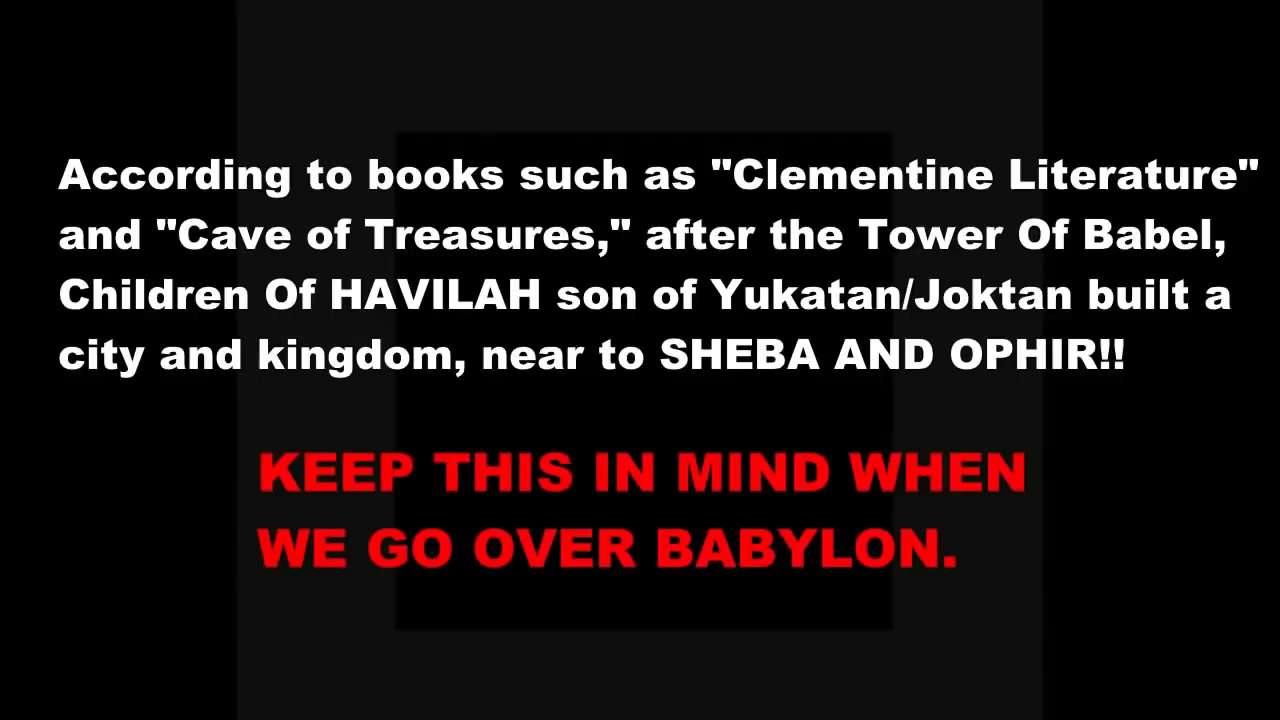 According to books such as "Clementine Literature"
and "Cave of Treasures," after the Tower Of Babel,
Children Of HAVILAH son of Yukatan/Joktan built a
city and kingdom, near to SHEBA AND OPHIR!!
KEEP THIS IN MIND WHEN
WE GO OVER BABYLON.